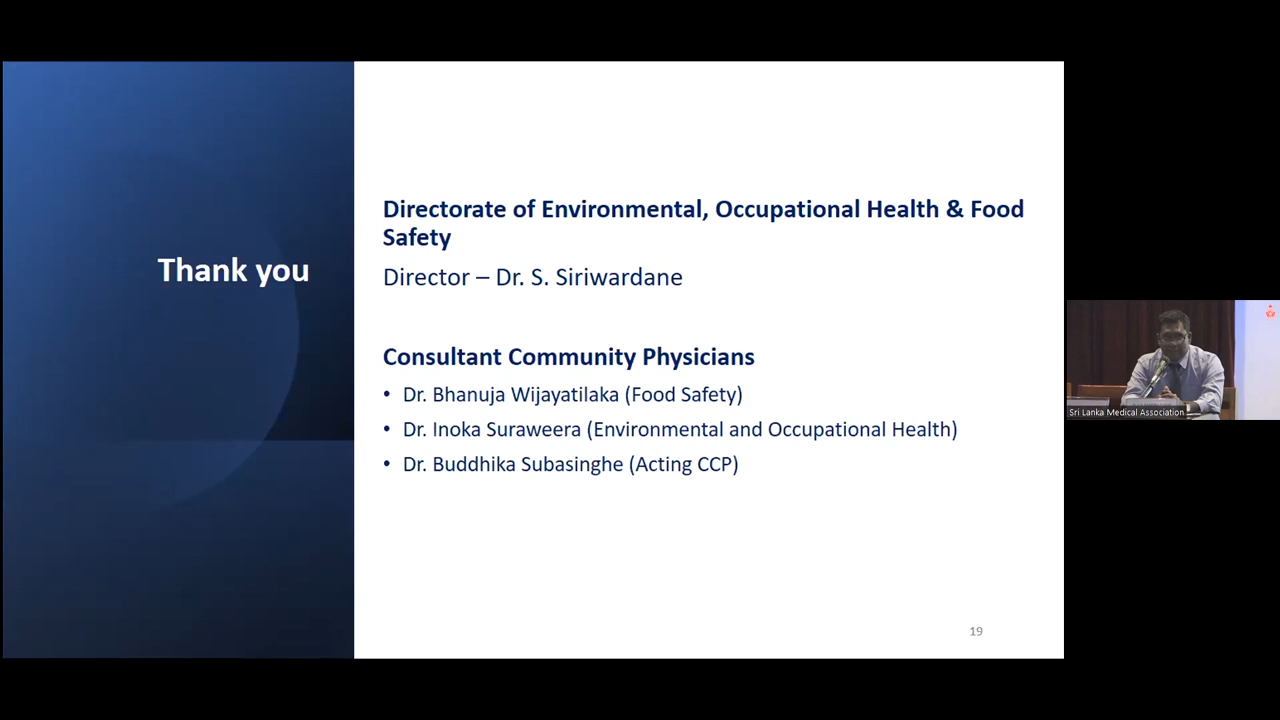 Thank you
Directorate of Environmental, Occupational Health & Food
Safety
Director – Dr. S. Siriwardane
Consultant Community Physicians
• Dr. Bhanuja Wijayatilaka (Food Safety)
• Dr. Inoka Suraweera (Environmental and Occupational Health)
• Dr. Buddhika Subasinghe (Acting CCP)
19
Sri Lanka Medical Association